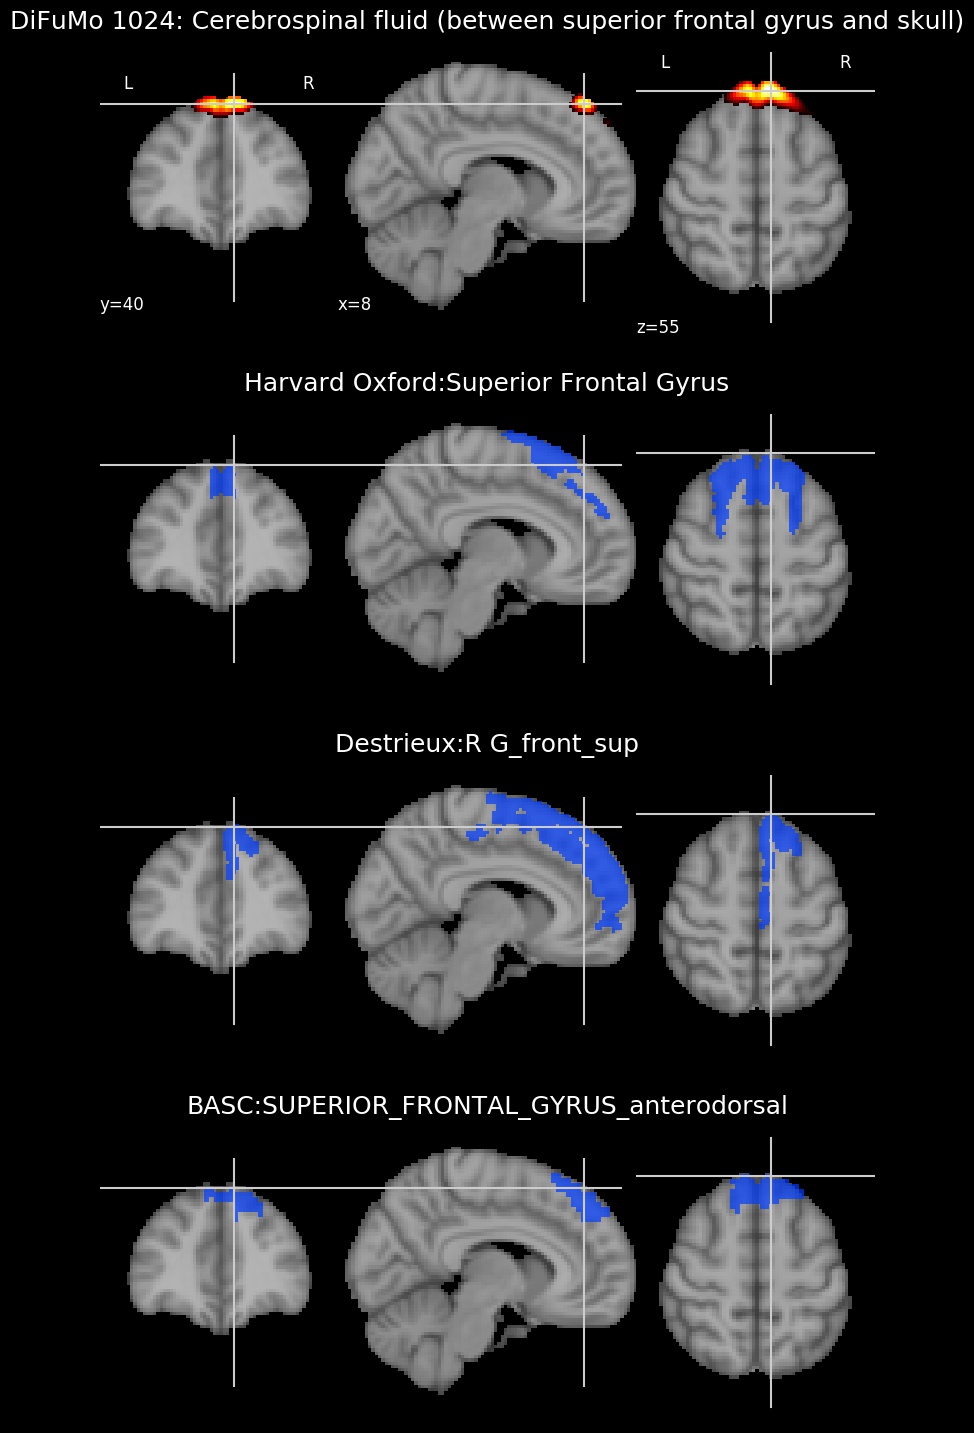 DiFuMo 1024: Cerebrospinal fluid (between superior frontal gyrus and skull)
L R L R
y=40 x=8 z=55
Harvard Oxford:Superior Frontal Gyrus
Destrieux:R G_front_sup
BASC:SUPERIOR_FRONTAL_GYRUS_anterodorsal